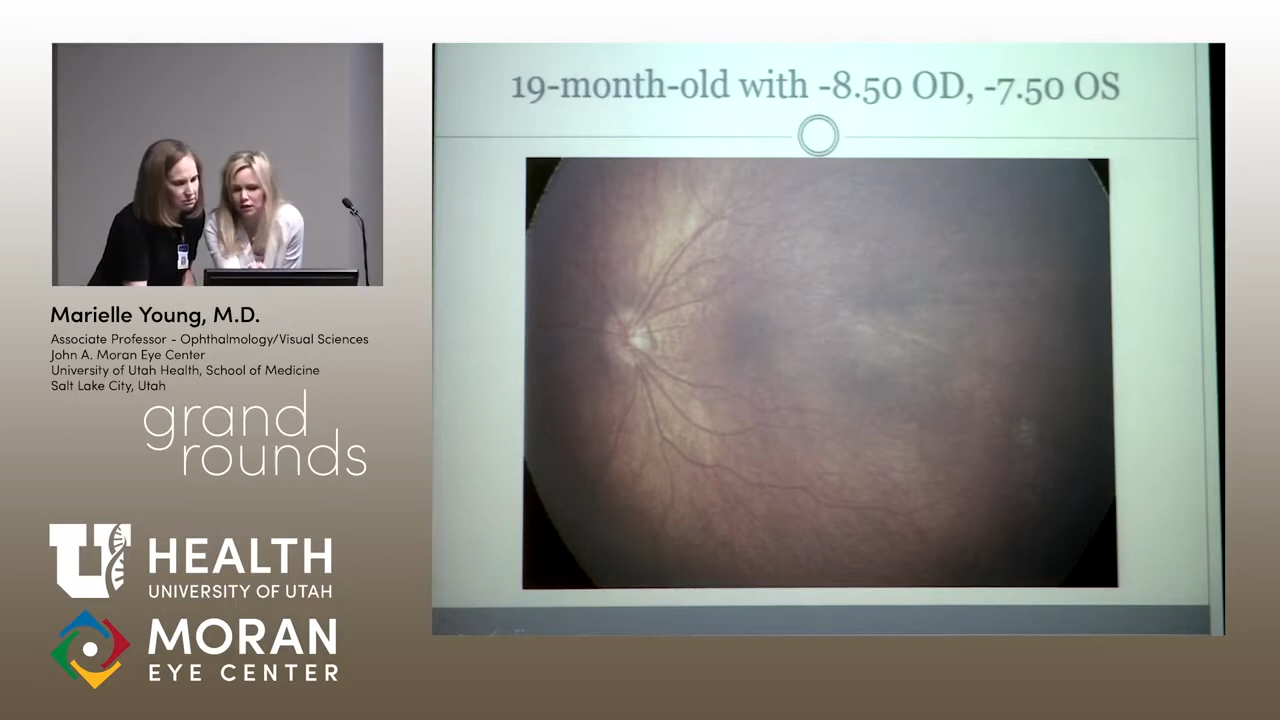 19-month-old with -8.50 OD, -7.50 OS
Marielle Young, M.D.
Associate Professor - Ophthalmology/Visual Sciences
John A. Moran Eye Center
University of Utah Health, School of Medicine
Salt Lake City, Utah
grand
rounds
U
HEALTH
UNIVERSITY OF UTAH
MORAN
EYE CENTER